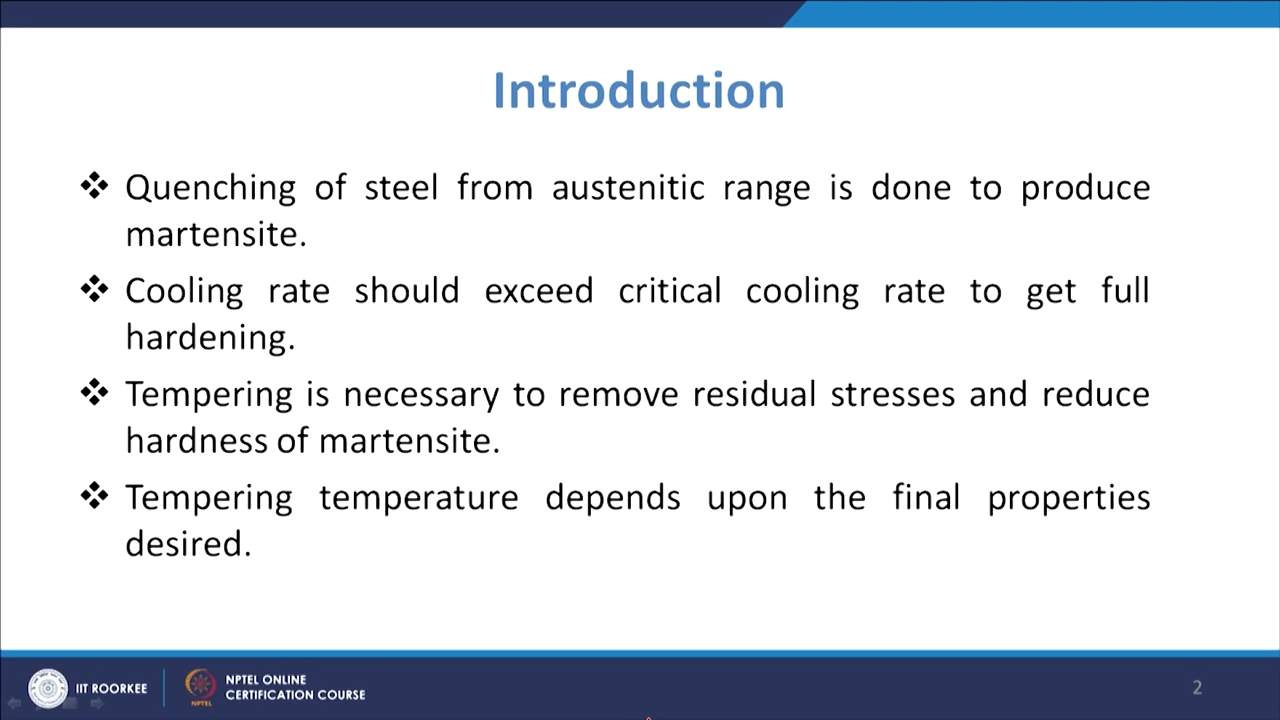 Introduction
❖ Quenching of steel from austenitic range is done to produce
martensite.
❖ Cooling rate should exceed critical cooling rate to get full
hardening.
❖ Tempering is necessary to remove residual stresses and reduce
hardness of martensite.
❖ Tempering temperature depends upon the final properties
desired.
IIT ROORKEE
NPTEL
NPTEL ONLINE
CERTIFICATION COURSE
2